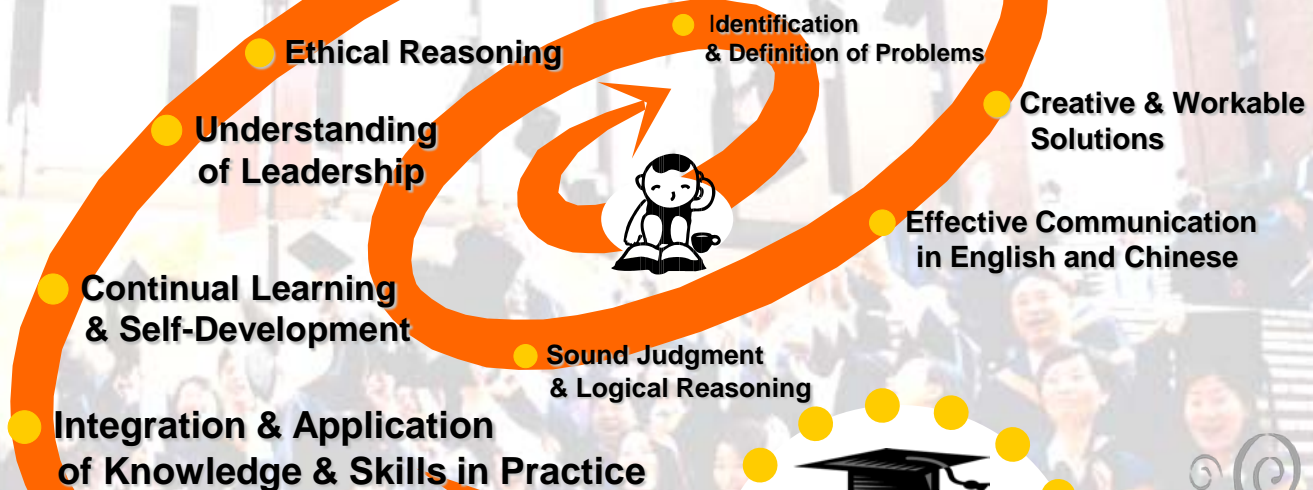 Identification
& Definition of Problems
Ethical Reasoning
Creative & Workable
Solutions
Understanding
of Leadership
Effective Communication
in English and Chinese
Continual Learning
& Self-Development
Sound Judgment
& Logical Reasoning
Integration & Application
of Knowledge & Skills in Practice